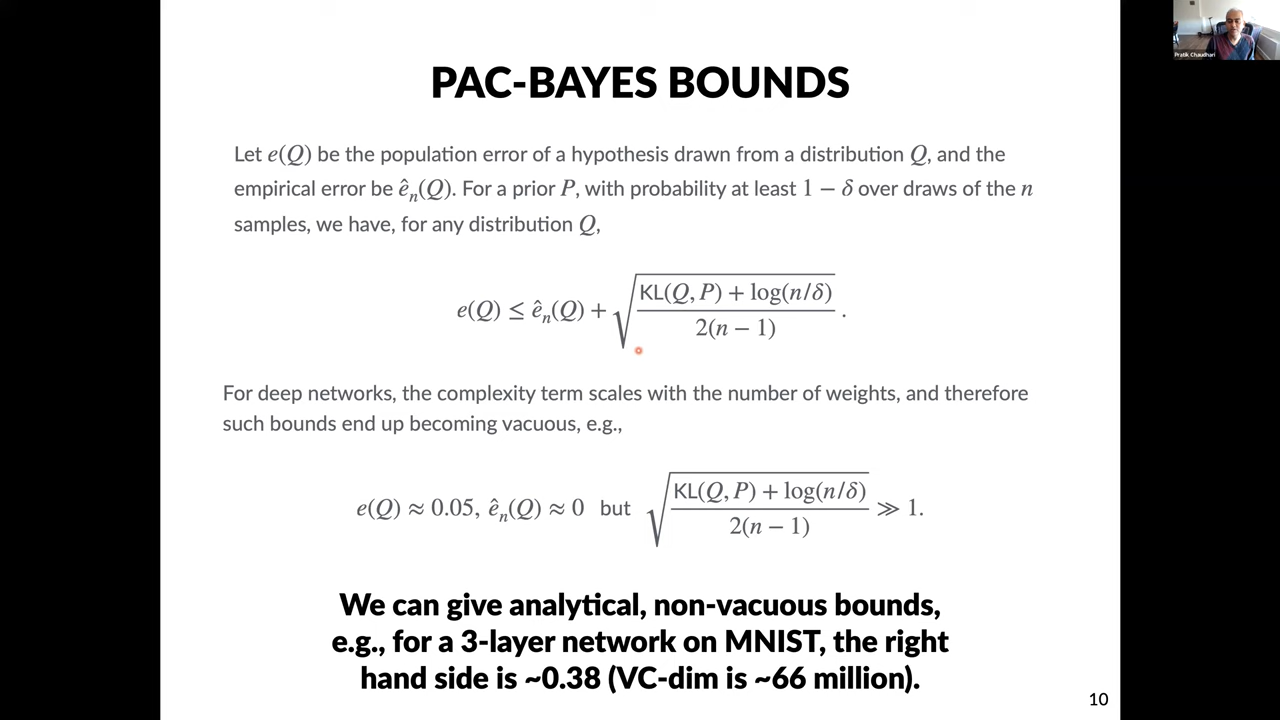 Pratik Chaudhari
PAC-BAYES BOUNDS
Let e(Q) be the population error of a hypothesis drawn from a distribution Q, and the
empirical error be ê_n(Q). For a prior P, with probability at least 1 − δ over draws of the n
samples, we have, for any distribution Q,
e(Q) ≤ ê_n(Q) + √((KL(Q, P) + log(n/δ)) / (2(n − 1))) .
For deep networks, the complexity term scales with the number of weights, and therefore
such bounds end up becoming vacuous, e.g.,
e(Q) ≈ 0.05, ê_n(Q) ≈ 0 but √((KL(Q, P) + log(n/δ)) / (2(n − 1))) ≫ 1.
We can give analytical, non-vacuous bounds,
e.g., for a 3-layer network on MNIST, the right
hand side is ~0.38 (VC-dim is ~66 million).
10